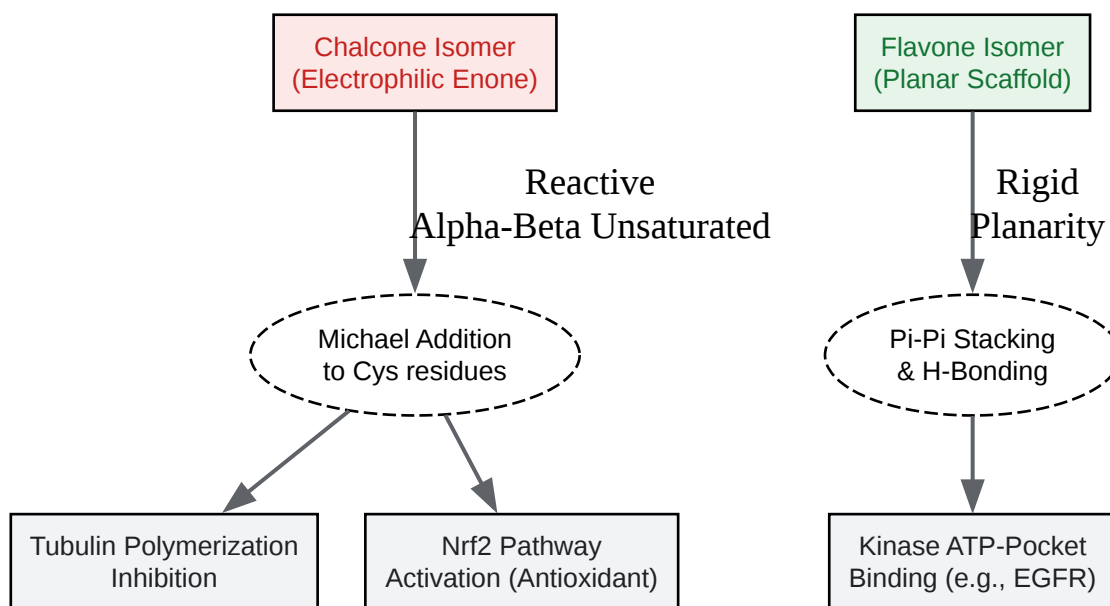 Chalcone Isomer
(Electrophilic Enone)
Flavone Isomer
(Planar Scaffold)
Reactive
Alpha-Beta Unsaturated
Rigid
Planarity
Michael Addition
to Cys residues
Pi-Pi Stacking
& H-Bonding
Tubulin Polymerization
Inhibition
Nrf2 Pathway
Activation (Antioxidant)
Kinase ATP-Pocket
Binding (e.g., EGFR)